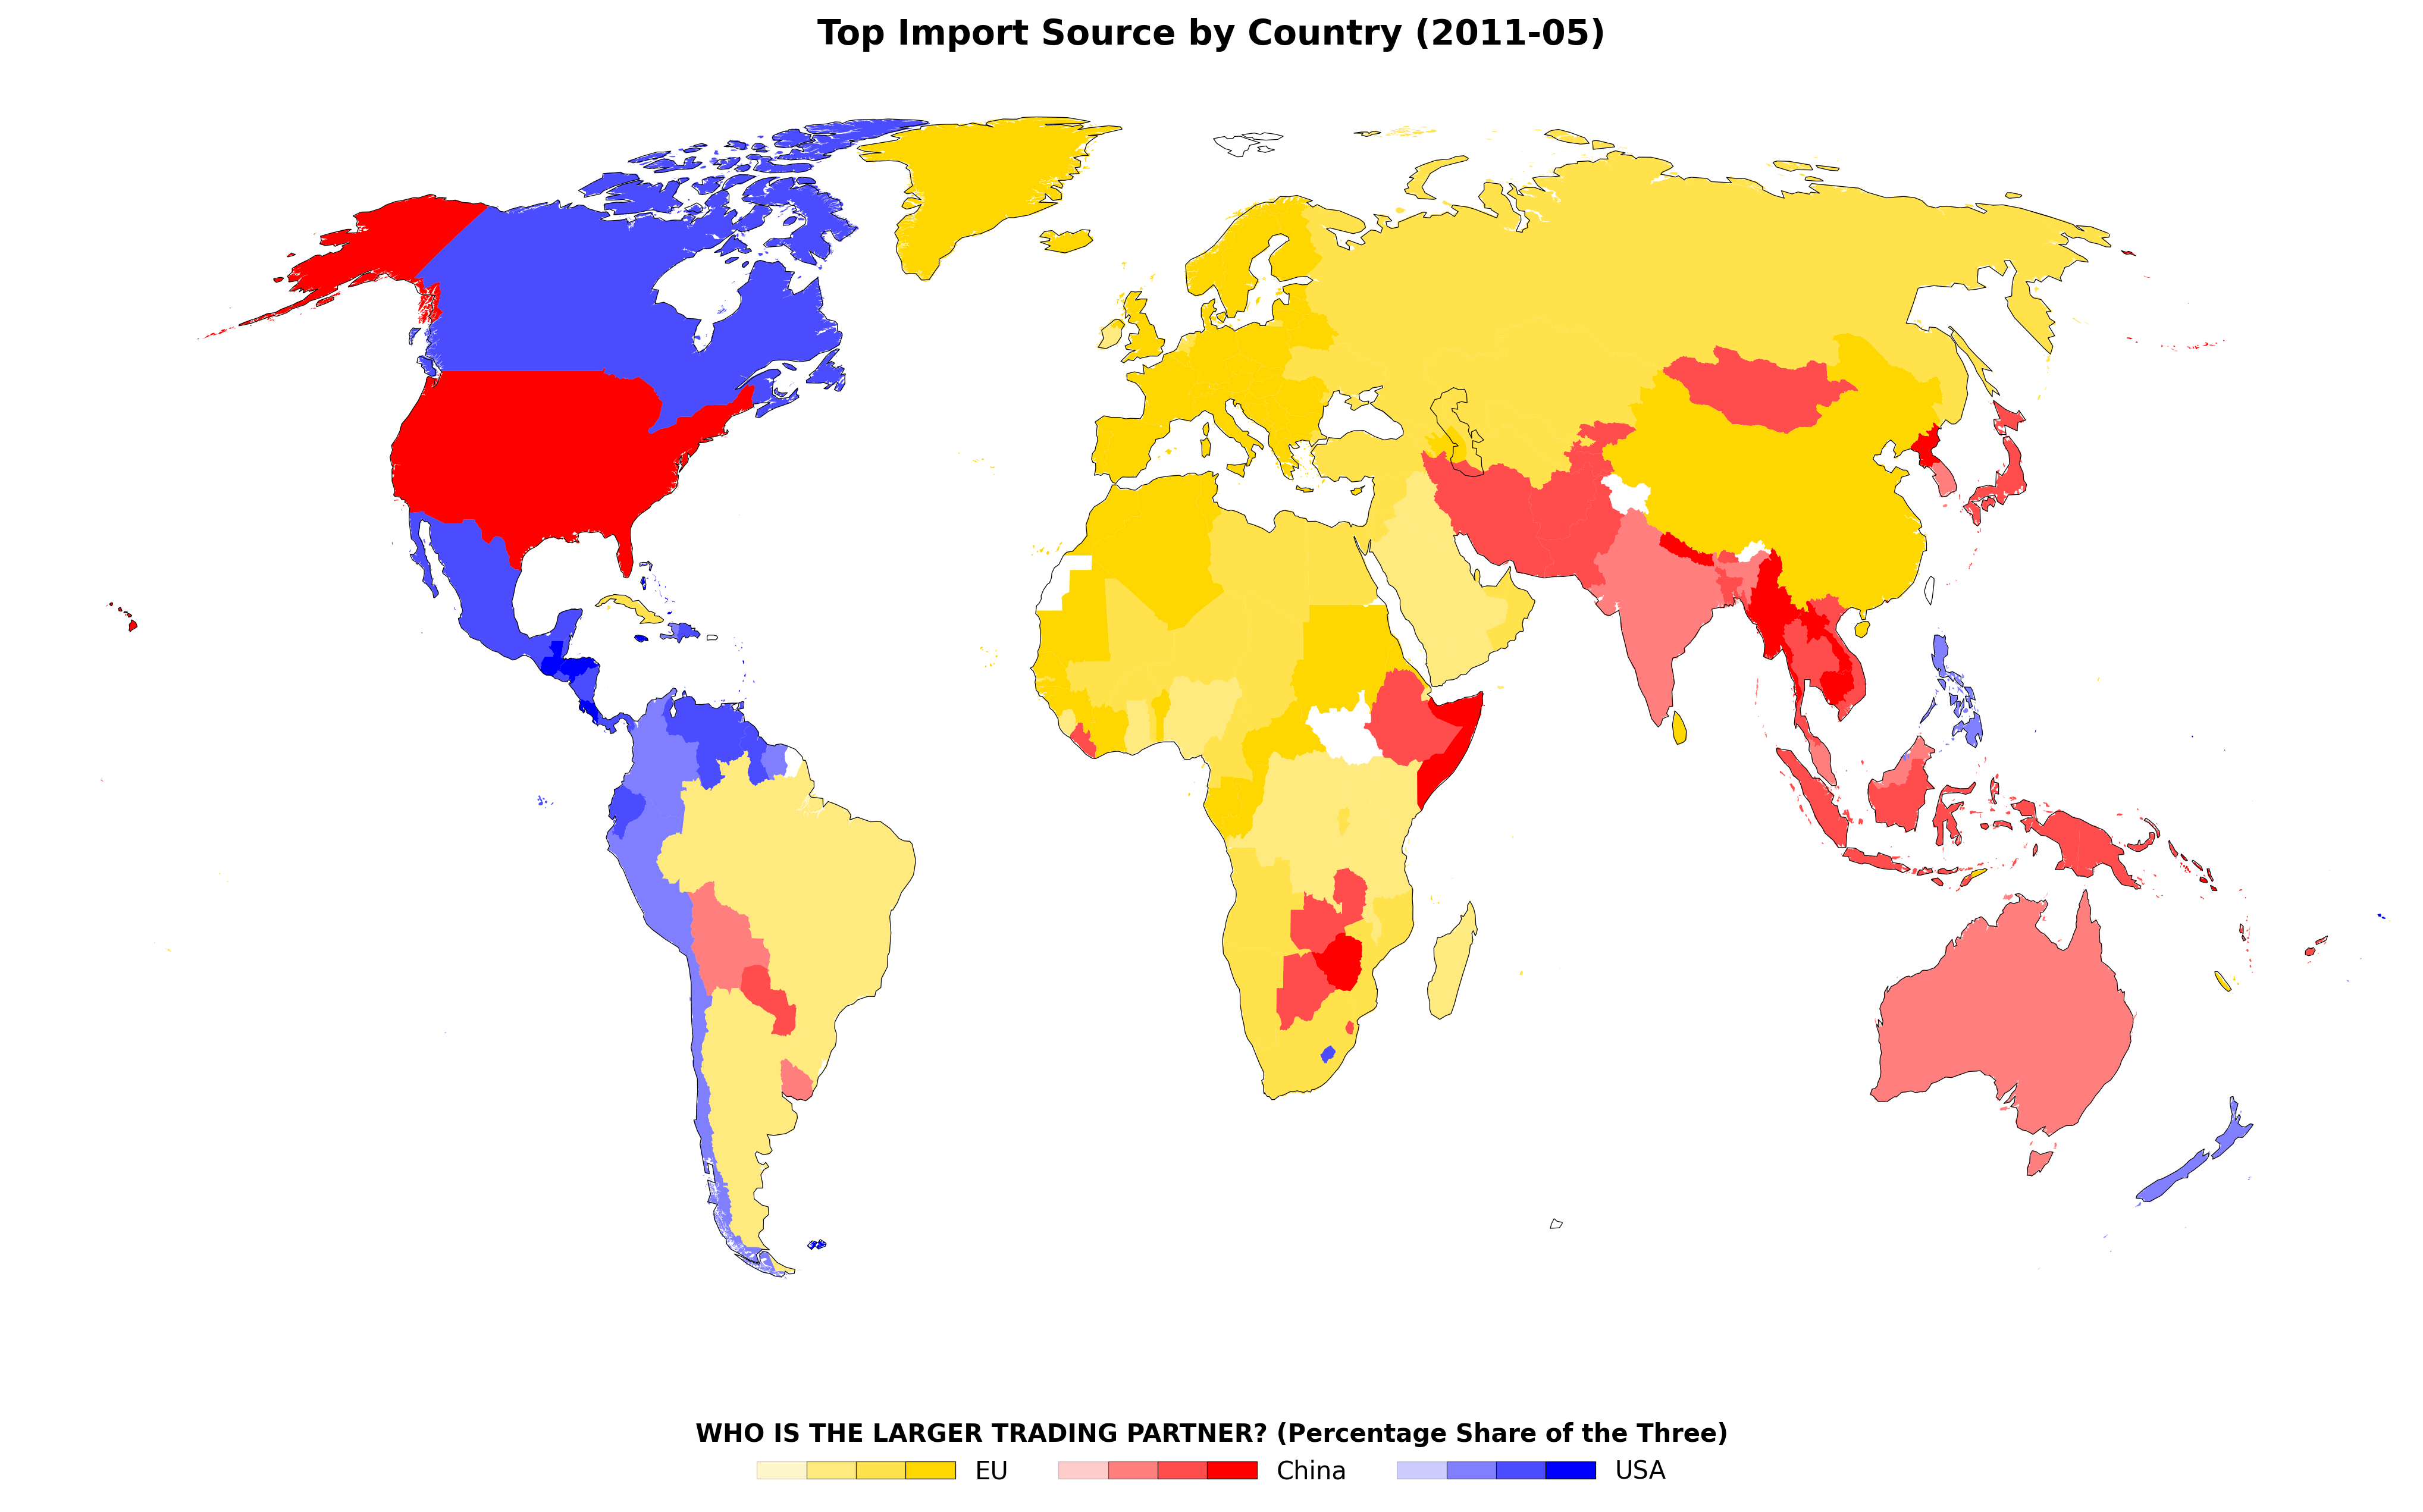 Top Import Source by Country (2011-05)
WHO IS THE LARGER TRADING PARTNER? (Percentage Share of the Three)
EU China USA